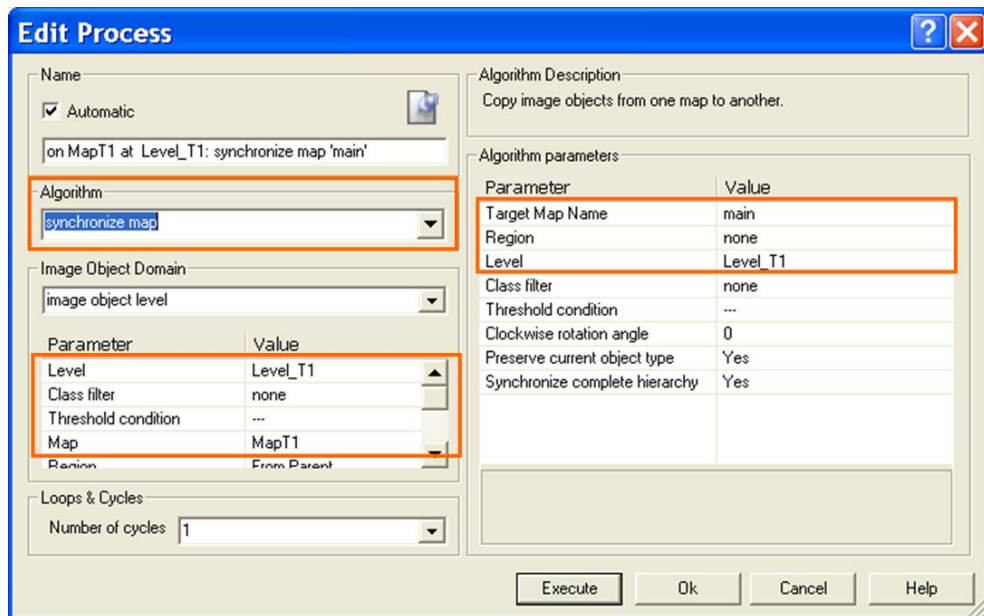 Edit Process
Name
Automatic
on MapT1 at Level_T1: synchronize map 'main'
Algorithm
synchronize map
Image Object Domain
image object level
Parameter Value
Level Level_T1
Class filter none
Threshold condition ---
Map MapT1
Region From Parent
Loops & Cycles
Number of cycles 1
Algorithm Description
Copy image objects from one map to another.
Algorithm parameters
Parameter Value
Target Map Name main
Region none
Level Level_T1
Class filter none
Threshold condition ---
Clockwise rotation angle 0
Preserve current object type Yes
Synchronize complete hierarchy Yes
Execute Ok Cancel Help